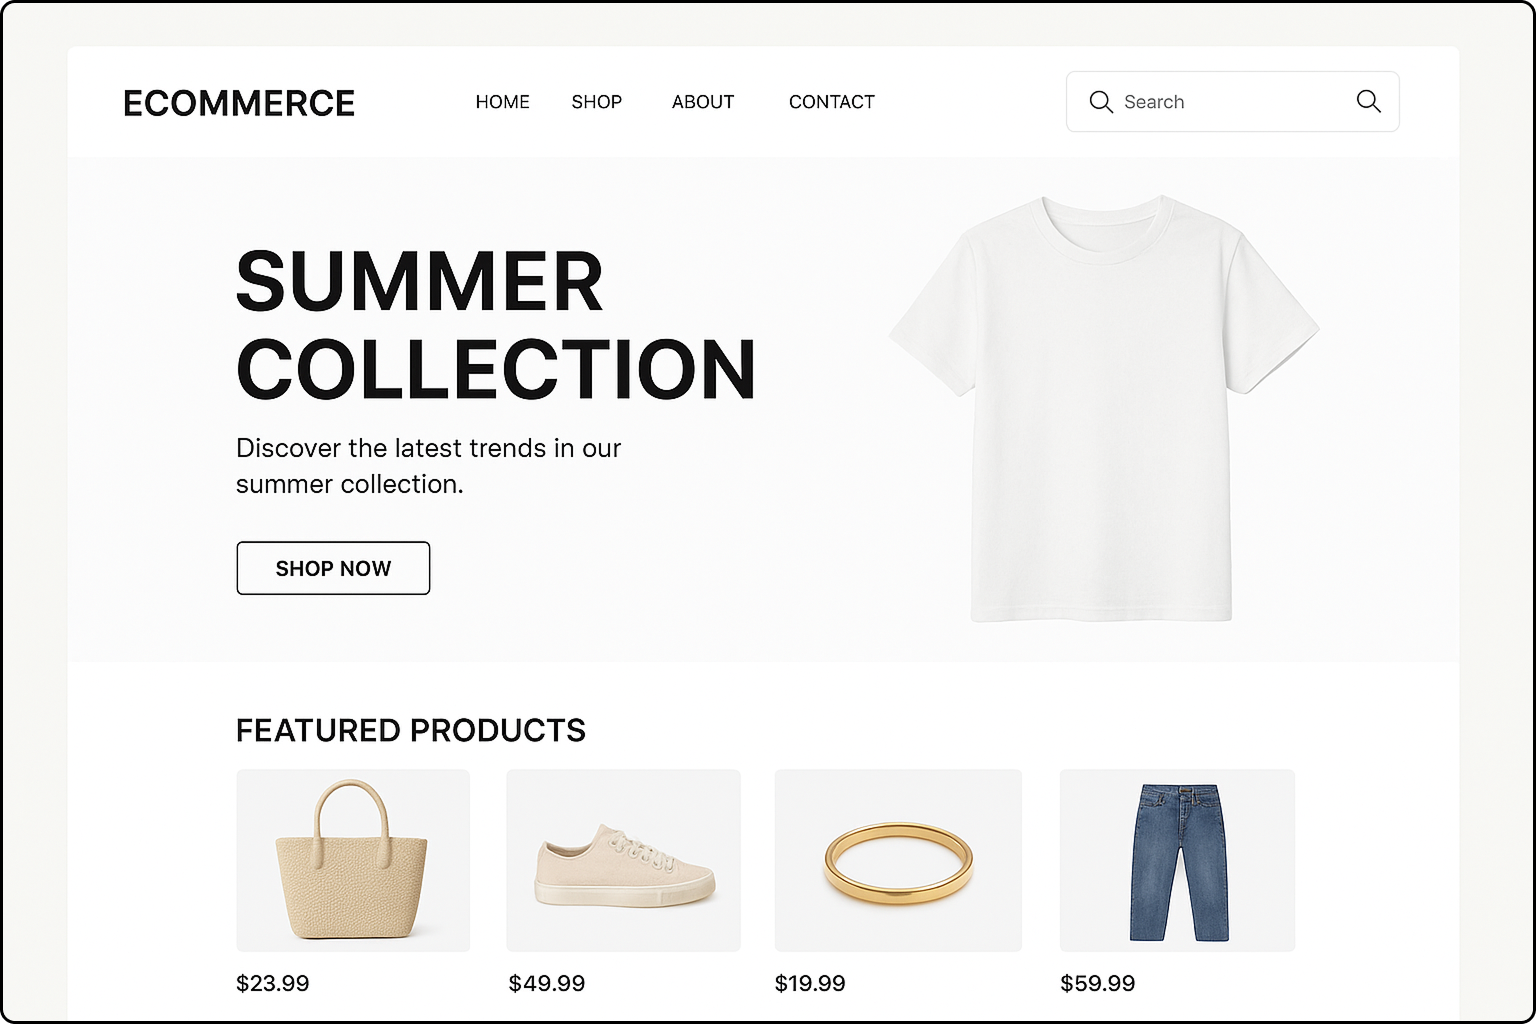 ECOMMERCE
HOME SHOP ABOUT CONTACT
Search
SUMMER
COLLECTION
Discover the latest trends in our
summer collection.
SHOP NOW
FEATURED PRODUCTS
$23.99 $49.99 $19.99 $59.99